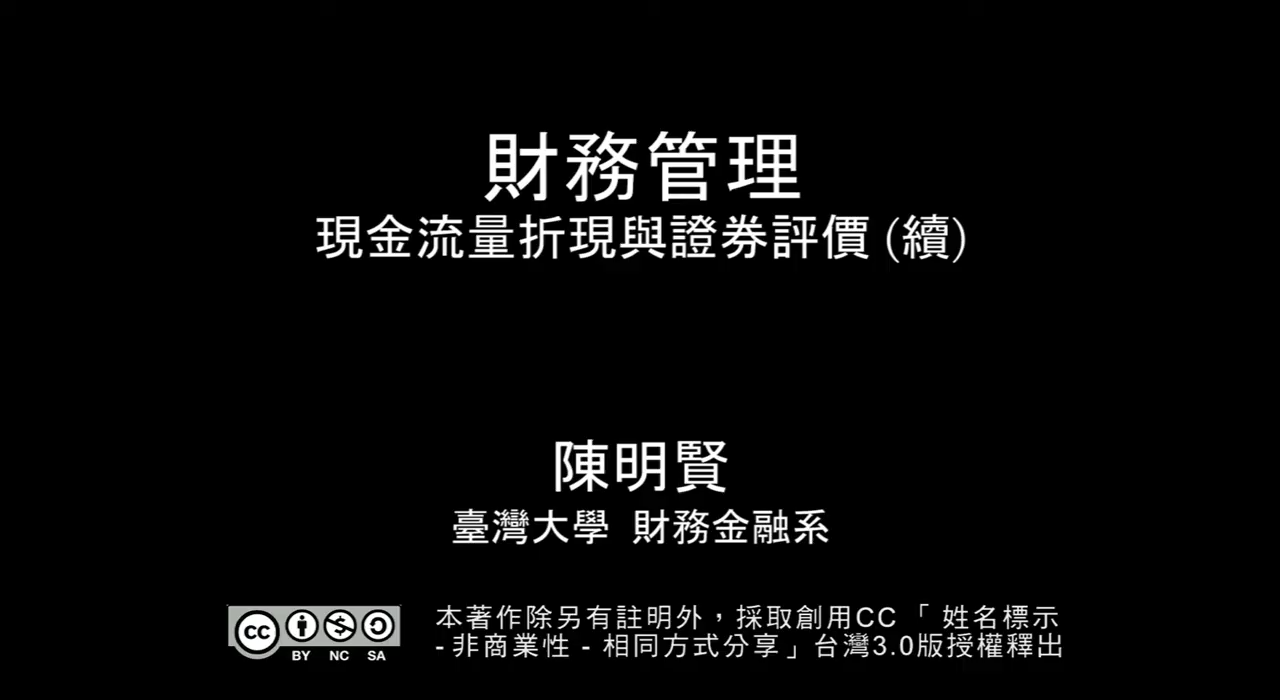 財務管理
現金流量折現與證券評價 (續)
陳明賢
臺灣大學 財務金融系
cc BY NC SA
本著作除另有註明外，採取創用CC「 姓名標示
- 非商業性 - 相同方式分享」台灣3.0版授權釋出